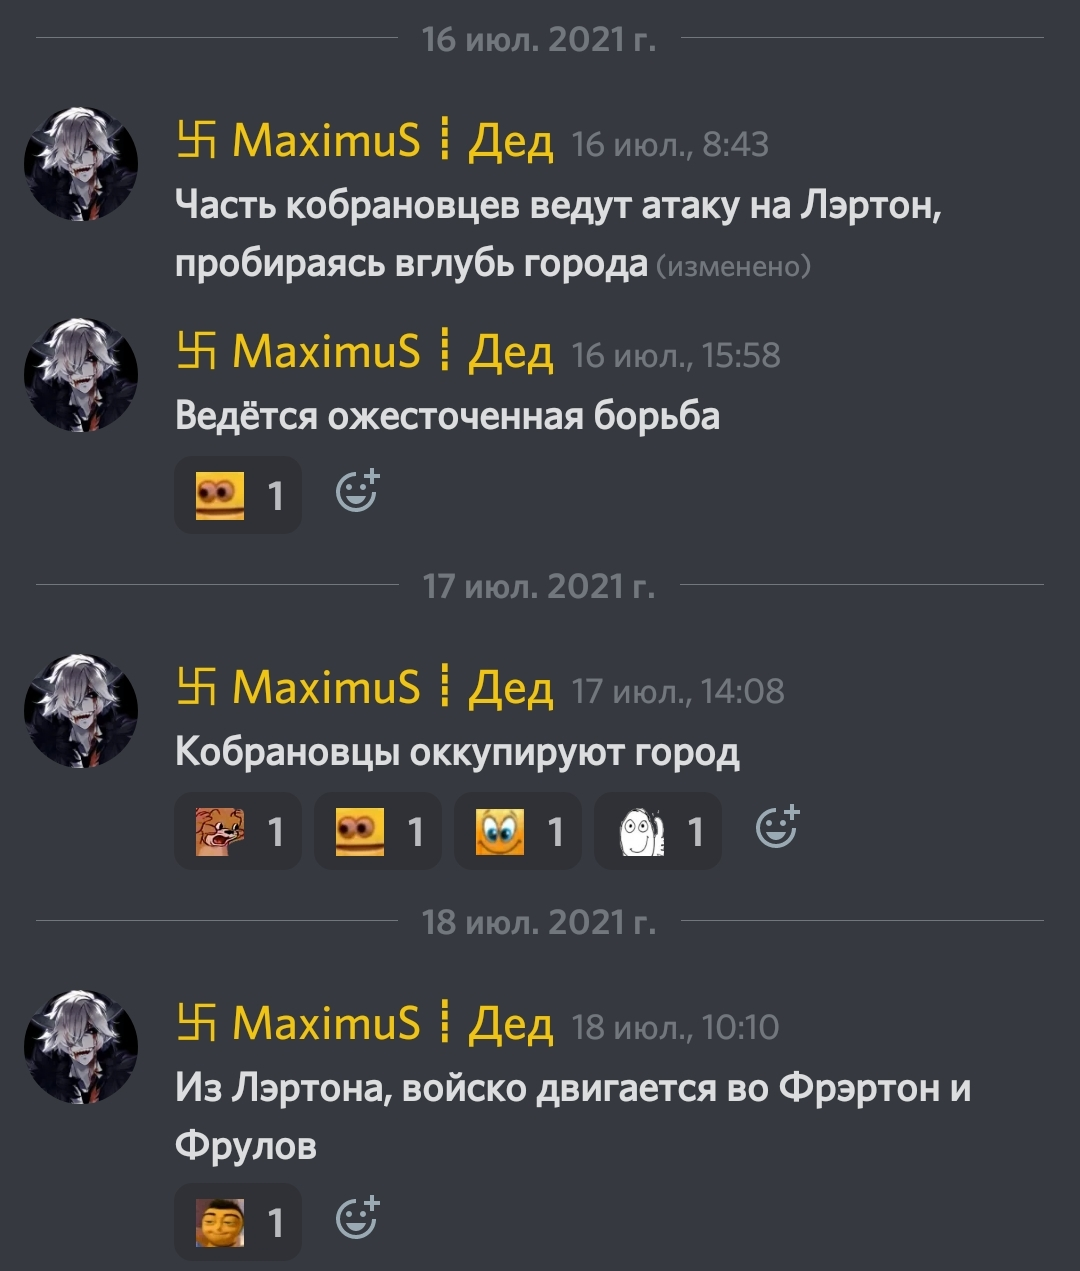 16 июл. 2021 г.
卐 MaximuS ┋ Дед 16 июл., 8:43
Часть кобрановцев ведут атаку на Лэртон,
пробираясь вглубь города (изменено)
卐 MaximuS ┋ Дед 16 июл., 15:58
Ведётся ожесточенная борьба
1
17 июл. 2021 г.
卐 MaximuS ┋ Дед 17 июл., 14:08
Кобрановцы оккупируют город
1 1 1 1
18 июл. 2021 г.
卐 MaximuS ┋ Дед 18 июл., 10:10
Из Лэртона, войско двигается во Фрэртон и
Фрулов
1